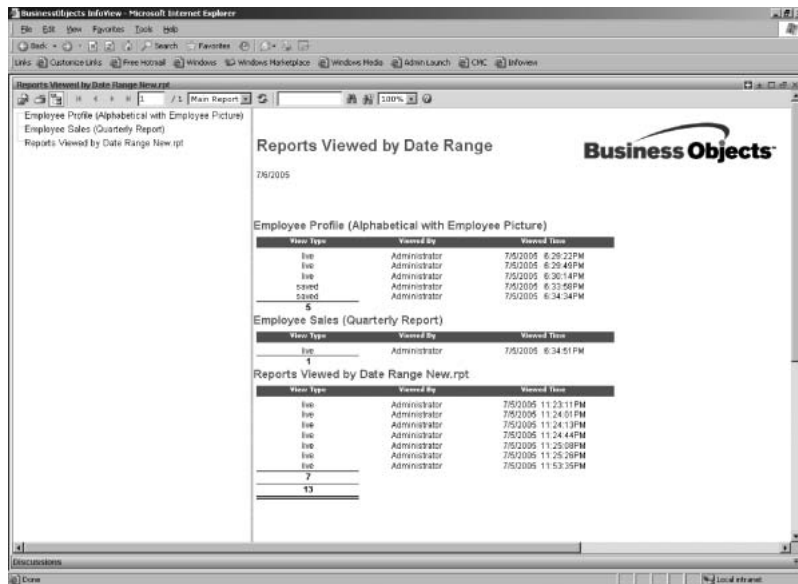 BusinessObjects InfoView - Microsoft Internet Explorer
File Edit View Favorites Tools Help
Back Search Favorites
Links Customize Links Free Hotmail Windows Windows Marketplace Windows Media Admin Launch CMC Infoview
Reports Viewed by Date Range New.rpt
1 / 1 Main Report 100%
Employee Profile (Alphabetical with Employee Picture)
Employee Sales (Quarterly Report)
Reports Viewed by Date Range New.rpt
Reports Viewed by Date Range
Business Objects
7/6/2005
Employee Profile (Alphabetical with Employee Picture)
View Type Viewed By Viewed Time
live Administrator 7/5/2005 6:29:22PM
live Administrator 7/5/2005 6:29:49PM
live Administrator 7/5/2005 6:30:14PM
saved Administrator 7/5/2005 6:33:58PM
saved Administrator 7/5/2005 6:34:34PM
5
Employee Sales (Quarterly Report)
View Type Viewed By Viewed Time
live Administrator 7/5/2005 6:34:51PM
1
Reports Viewed by Date Range New.rpt
View Type Viewed By Viewed Time
live Administrator 7/5/2005 11:23:11PM
live Administrator 7/5/2005 11:24:01PM
live Administrator 7/5/2005 11:24:13PM
live Administrator 7/5/2005 11:24:44PM
live Administrator 7/5/2005 11:25:08PM
live Administrator 7/5/2005 11:25:26PM
live Administrator 7/5/2005 11:53:35PM
7
13
Discussions
Done Local intranet